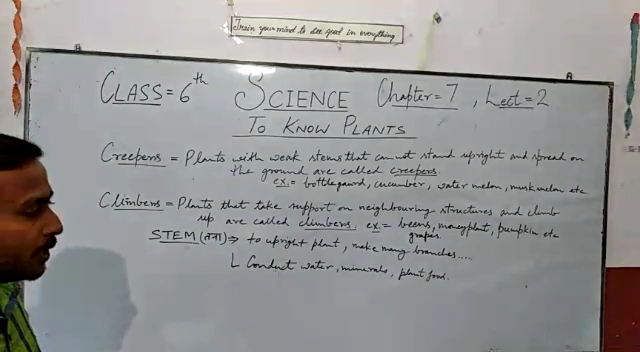 Train your mind to see good in everything
CLASS = 6th SCIENCE Chapter = 7, Lect = 2
TO KNOW PLANTS
Creepers = Plants with weak stems that cannot stand upright and spread on
the ground are called creepers.
ex = bottlegourd, cucumber, water melon, muskmelon etc
Climbers = Plants that take support on neighbouring structures and climb
up are called climbers. ex = beens, moneyplant, pumpkin etc
grapes
STEM (तना) ⇒ to upright plant, make many branches.....
L Conduct water, minerals, plant food.